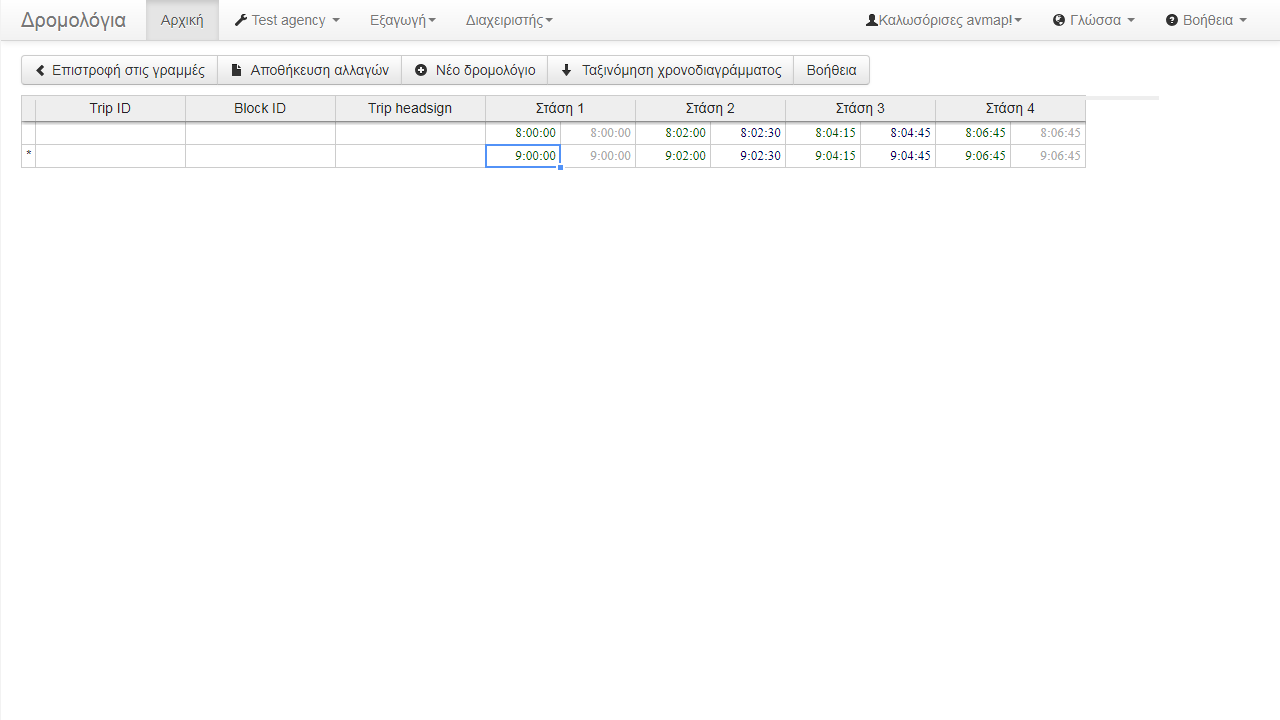 Δρομολόγια Αρχική Test agency Εξαγωγή Διαχειριστής Καλωσόρισες avmap! Γλώσσα Βοήθεια
Επιστροφή στις γραμμές Αποθήκευση αλλαγών Νέο δρομολόγιο Ταξινόμηση χρονοδιαγράμματος Βοήθεια
Trip ID Block ID Trip headsign Στάση 1 Στάση 2 Στάση 3 Στάση 4
8:00:00 8:00:00 8:02:00 8:02:30 8:04:15 8:04:45 8:06:45 8:06:45
* 9:00:00 9:00:00 9:02:00 9:02:30 9:04:15 9:04:45 9:06:45 9:06:45